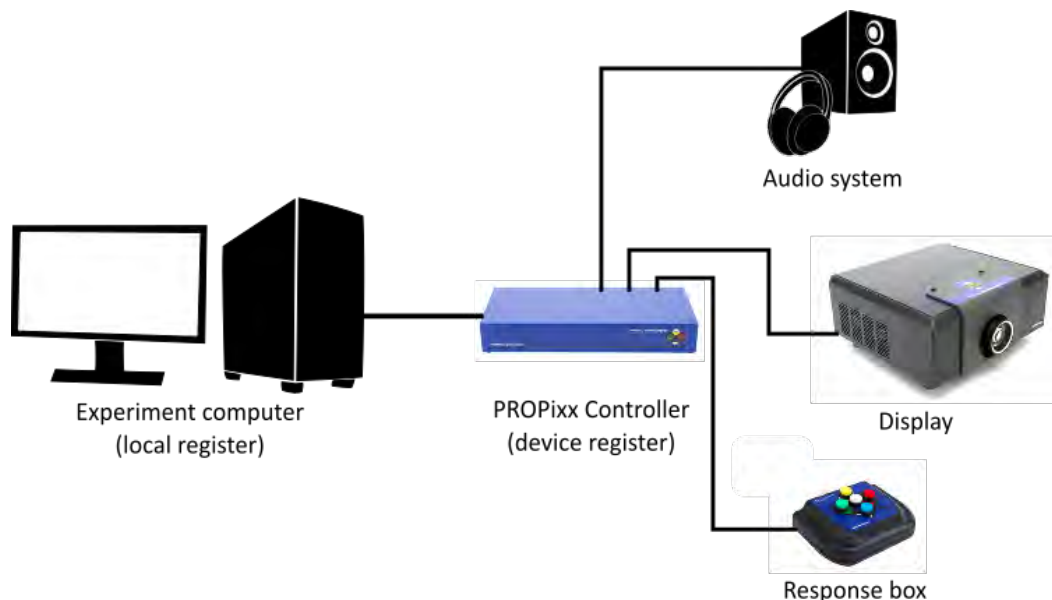 Audio system
Experiment computer
(local register)
PROPixx Controller
(device register)
Display
Response box